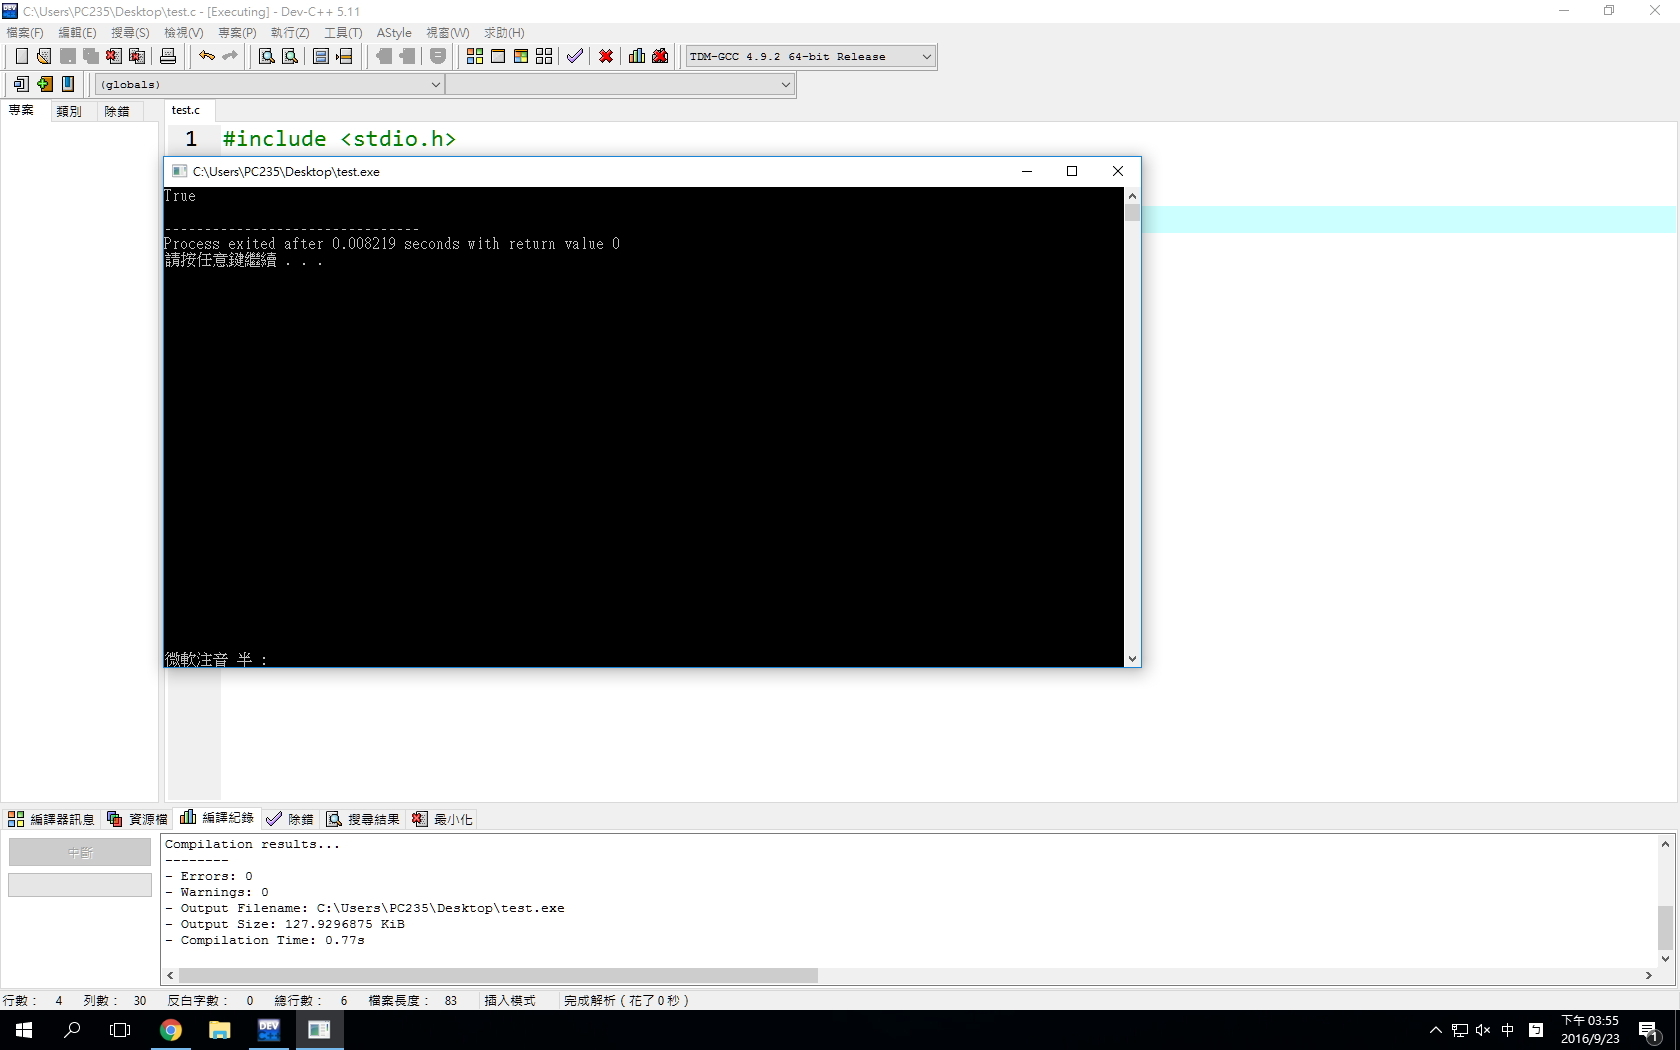 C:\Users\PC235\Desktop\test.c - [Executing] - Dev-C++ 5.11
檔案(F) 編輯(E) 搜尋(S) 檢視(V) 專案(P) 執行(Z) 工具(T) AStyle 視窗(W) 求助(H)
TDM-GCC 4.9.2 64-bit Release
(globals)
專案 類別 除錯 test.c
1 #include <stdio.h>
C:\Users\PC235\Desktop\test.exe
True
--------------------------------
Process exited after 0.008219 seconds with return value 0
請按任意鍵繼續 . . .
微軟注音 半 :
編譯器訊息 資源檔 編譯紀錄 除錯 搜尋結果 最小化
中斷
Compilation results...
--------
- Errors: 0
- Warnings: 0
- Output Filename: C:\Users\PC235\Desktop\test.exe
- Output Size: 127.9296875 KiB
- Compilation Time: 0.77s
行數: 4 列數: 30 反白字數: 0 總行數: 6 檔案長度: 83 插入模式 完成解析 ( 花了 0 秒 )
DEV
中
下午 03:55
2016/9/23
1